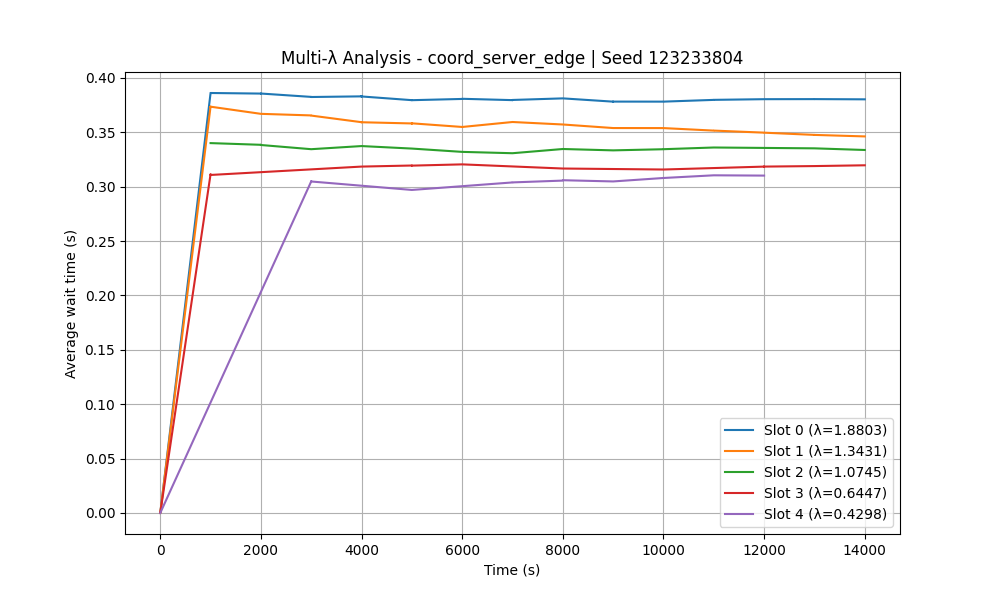 Multi-λ Analysis - coord_server_edge | Seed 123233804
Average wait time (s)
0.40
0.35
0.30
0.25
0.20
0.15
0.10
0.05
0.00
Slot 0 (λ=1.8803)
Slot 1 (λ=1.3431)
Slot 2 (λ=1.0745)
Slot 3 (λ=0.6447)
Slot 4 (λ=0.4298)
0 2000 4000 6000 8000 10000 12000 14000
Time (s)